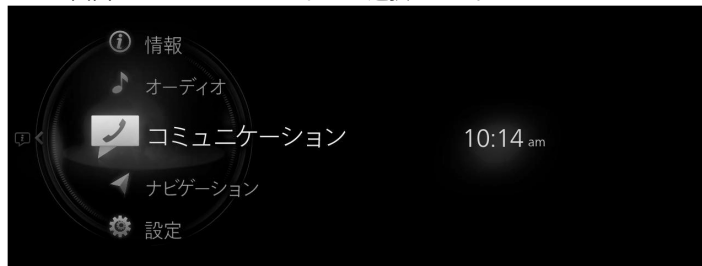 情報
オーディオ
コミュニケーション
10:14 am
ナビゲーション
設定